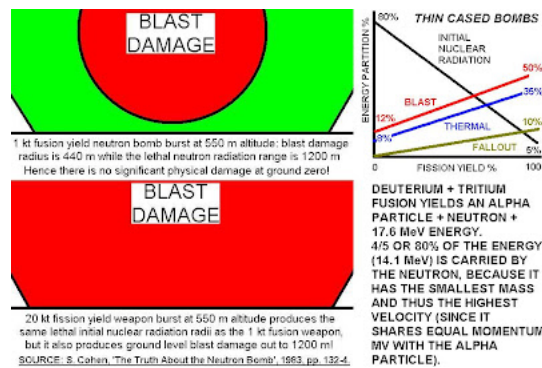 BLAST
DAMAGE
1 kt fusion yield neutron bomb burst at 550 m altitude: blast damage
radius is 440 m while the lethal neutron radiation range is 1200 m
Hence there is no significant physical damage at ground zero!
BLAST
DAMAGE
20 kt fission yield weapon burst at 550 m altitude produces the
same lethal initial nuclear radiation radii as the 1 kt fusion weapon,
but it also produces ground level blast damage out to 1200 m!
SOURCE: S. Cohen, 'The Truth About the Neutron Bomb', 1983, pp. 132-4.
ENERGY PARTITION %
80%
THIN CASED BOMBS
INITIAL
NUCLEAR
RADIATION
50%
BLAST
35%
12%
THERMAL
10%
8%
FALLOUT
5%
0
FISSION YIELD %
100
DEUTERIUM + TRITIUM
FUSION YIELDS AN ALPHA
PARTICLE + NEUTRON +
17.6 MeV ENERGY.
4/5 OR 80% OF THE ENERGY
(14.1 MeV) IS CARRIED BY
THE NEUTRON, BECAUSE IT
HAS THE SMALLEST MASS
AND THUS THE HIGHEST
VELOCITY (SINCE IT
SHARES EQUAL MOMENTUM
MV WITH THE ALPHA
PARTICLE).